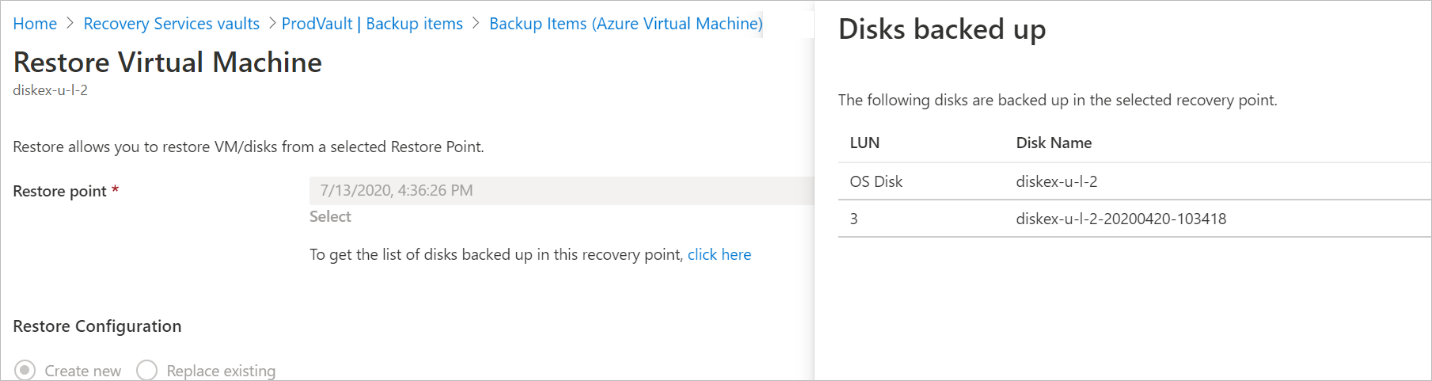 Home > Recovery Services vaults > ProdVault | Backup items > Backup Items (Azure Virtual Machine)
Restore Virtual Machine
diskex-u-l-2
Restore allows you to restore VM/disks from a selected Restore Point.
Restore point * 7/13/2020, 4:36:26 PM
Select
To get the list of disks backed up in this recovery point, click here
Restore Configuration
Create new Replace existing
Disks backed up
The following disks are backed up in the selected recovery point.
LUN Disk Name
OS Disk diskex-u-l-2
3 diskex-u-l-2-20200420-103418